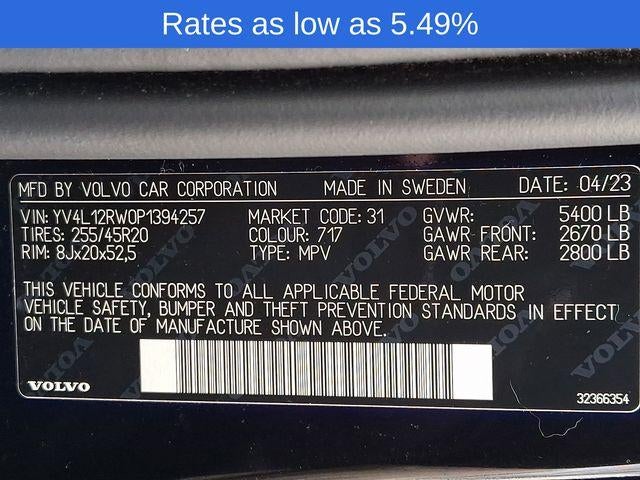 Rates as low as 5.49%
MFD BY VOLVO CAR CORPORATION MADE IN SWEDEN DATE: 04/23
VIN: YV4L12RW0P1394257 MARKET CODE: 31 GVWR: 5400 LB
TIRES: 255/45R20 COLOUR: 717 GAWR FRONT: 2670 LB
RIM: 8Jx20x52,5 TYPE: MPV GAWR REAR: 2800 LB
THIS VEHICLE CONFORMS TO ALL APPLICABLE FEDERAL MOTOR
VEHICLE SAFETY, BUMPER AND THEFT PREVENTION STANDARDS IN EFFECT
ON THE DATE OF MANUFACTURE SHOWN ABOVE.
VOLVO
32366354